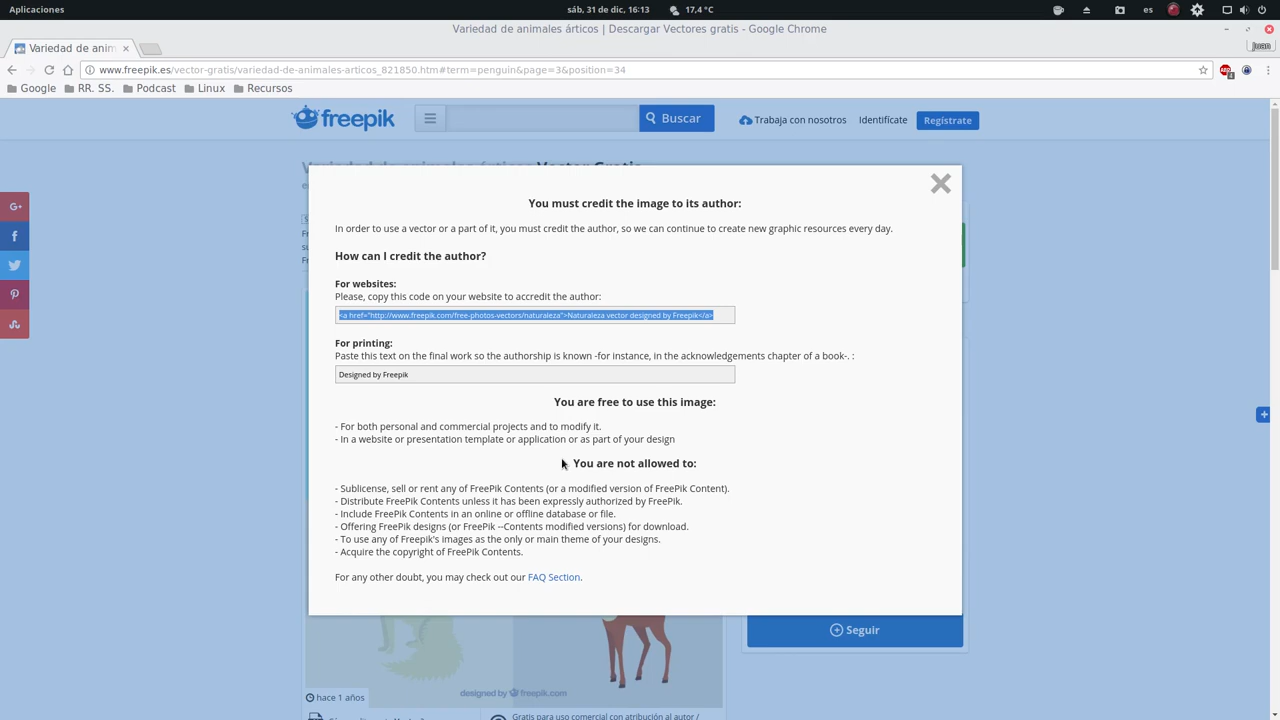 Aplicaciones
sáb, 31 de dic 16:31 11,4 °C
Variedad de animales árticos | Descargar Vectores gratis - Google Chrome
Variedad de anim
juan
www.freepik.es/vector-gratis/variedad-de-animales-articos_821850.htm#term=penguin&page=3&position=34
Google RR. SS. Podcast Linux Recursos
freepik
Buscar
Trabaja con nosotros Identifícate Regístrate
Variedad de animales árticos Vector Gratis
You must credit the image to its author:
In order to use a vector or a part of it, you must credit the author, so we can continue to create new graphic resources every day.
How can I credit the author?
For websites:
Please, copy this code on your website to accredit the author:
<a href="http://www.freepik.com/free-photos-vectors/naturaleza">Naturaleza vector designed by Freepik</a>
For printing:
Paste this text on the final work so the authorship is known -for instance, in the acknowledgements chapter of a book-. :
Designed by Freepik
You are free to use this image:
- For both personal and commercial projects and to modify it.
- In a website or presentation template or application or as part of your design
You are not allowed to:
- Sublicense, sell or rent any of FreePik Contents (or a modified version of FreePik Content).
- Distribute FreePik Contents unless it has been expressly authorized by FreePik.
- Include FreePik Contents in an online or offline database or file.
- Offering FreePik designs (or FreePik --Contents modified versions) for download.
- To use any of Freepik's images as the only or main theme of your designs.
- Acquire the copyright of FreePik Contents.
For any other doubt, you may check out our FAQ Section.
Seguir
designed by freepik.com
hace 1 años
Gratis para uso comercial con atribución al autor /